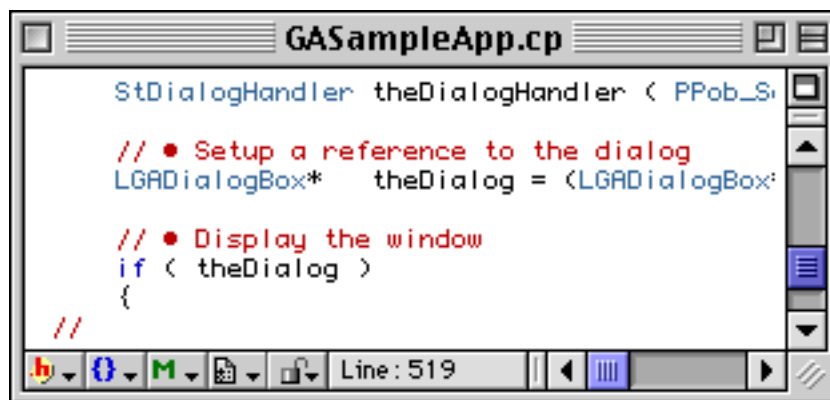 GASampleApp.cp
StDialogHandler theDialogHandler ( PPob_S
// • Setup a reference to the dialog
LGADialogBox* theDialog = (LGADialogBox*
// • Display the window
if ( theDialog )
{
//
.h {} M Line: 519